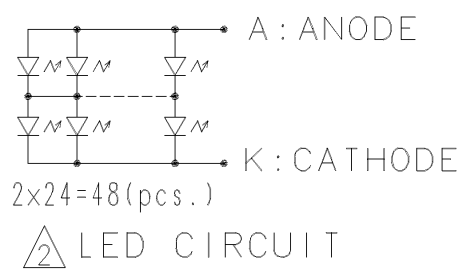 A:ANODE
K:CATHODE
2x24=48(pcs.)
2 LED CIRCUIT